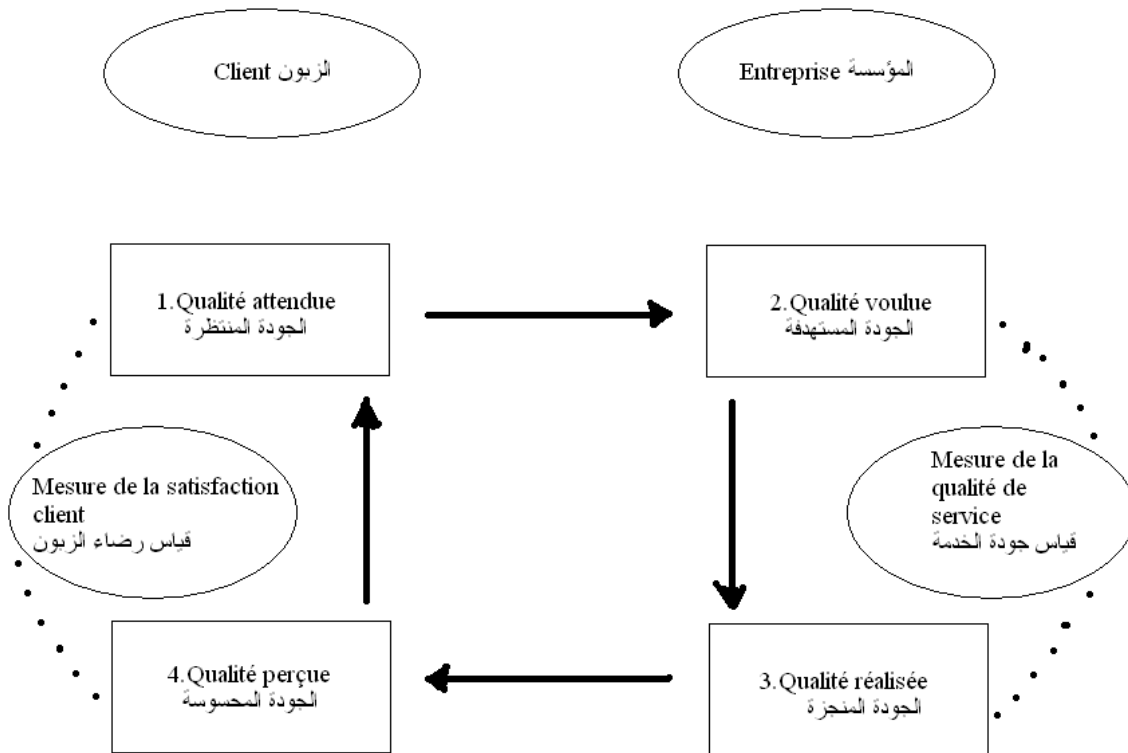 Client الزبون
Entreprise المؤسسة
1.Qualité attendue
الجودة المنتظرة
2.Qualité voulue
الجودة المستهدفة
Mesure de la satisfaction
client
قياس رضاء الزبون
Mesure de la
qualité de
service
قياس جودة الخدمة
4.Qualité perçue
الجودة المحسوسة
3.Qualité réalisée
الجودة المنجزة